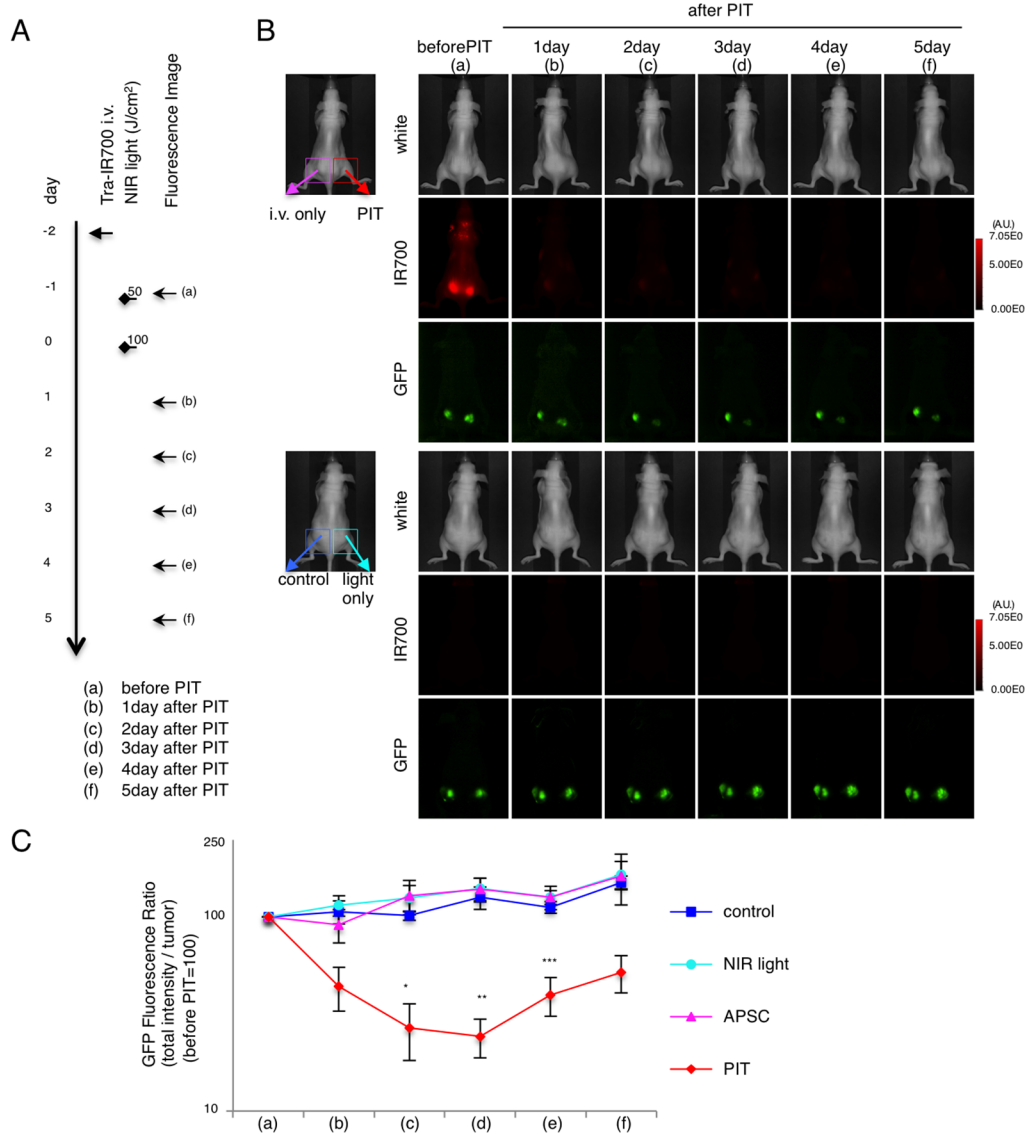 A
day
Tra-IR700 i.v.
NIR light (J/cm²)
Fluorescence Image
-2
-1
50
(a)
0
100
1
(b)
2
(c)
3
(d)
4
(e)
5
(f)
(a) before PIT
(b) 1day after PIT
(c) 2day after PIT
(d) 3day after PIT
(e) 4day after PIT
(f) 5day after PIT
B
after PIT
beforePIT 1day 2day 3day 4day 5day
(a) (b) (c) (d) (e) (f)
white
i.v. only PIT
IR700
(A.U.)
7.05E0
5.00E0
0.00E0
GFP
white
control light
only
IR700
(A.U.)
7.05E0
5.00E0
0.00E0
GFP
C
GFP Fluorescence Ratio
(total intensity / tumor)
(before PIT=100)
250
100
10
* ** ***
(a) (b) (c) (d) (e) (f)
control
NIR light
APSC
PIT